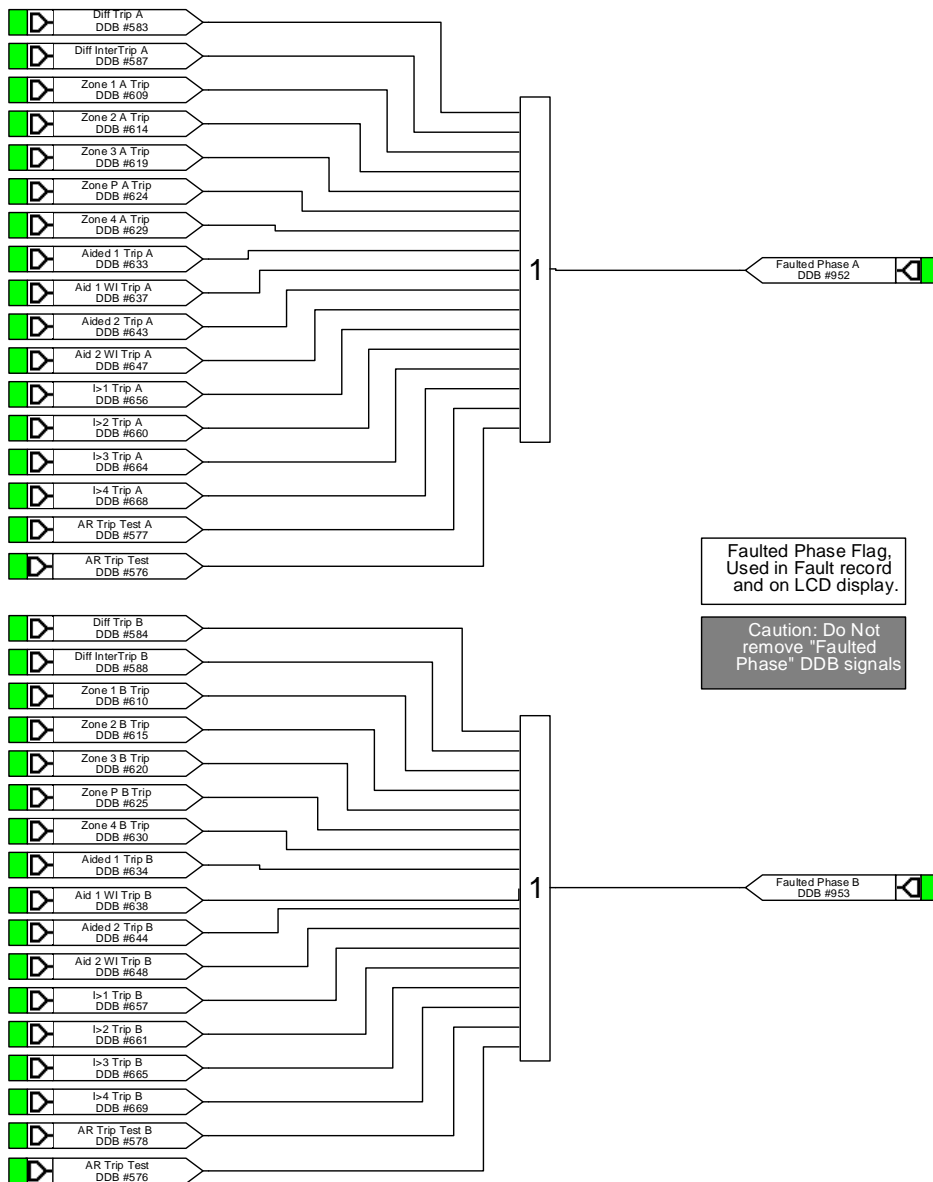 Diff Trip A
DDB #583
Diff InterTrip A
DDB #587
Zone 1 A Trip
DDB #609
Zone 2 A Trip
DDB #614
Zone 3 A Trip
DDB #619
Zone P A Trip
DDB #624
Zone 4 A Trip
DDB #629
Aided 1 Trip A
DDB #633
Aid 1 WI Trip A
DDB #637
Aided 2 Trip A
DDB #643
Aid 2 WI Trip A
DDB #647
I>1 Trip A
DDB #656
I>2 Trip A
DDB #660
I>3 Trip A
DDB #664
I>4 Trip A
DDB #668
AR Trip Test A
DDB #577
AR Trip Test
DDB #576
1
Faulted Phase A
DDB #952
Faulted Phase Flag,
Used in Fault record
and on LCD display.
Caution: Do Not
remove "Faulted
Phase" DDB signals
Diff Trip B
DDB #584
Diff InterTrip B
DDB #588
Zone 1 B Trip
DDB #610
Zone 2 B Trip
DDB #615
Zone 3 B Trip
DDB #620
Zone P B Trip
DDB #625
Zone 4 B Trip
DDB #630
Aided 1 Trip B
DDB #634
Aid 1 WI Trip B
DDB #638
Aided 2 Trip B
DDB #644
Aid 2 WI Trip B
DDB #648
I>1 Trip B
DDB #657
I>2 Trip B
DDB #661
I>3 Trip B
DDB #665
I>4 Trip B
DDB #669
AR Trip Test B
DDB #578
AR Trip Test
DDB #576
1
Faulted Phase B
DDB #953